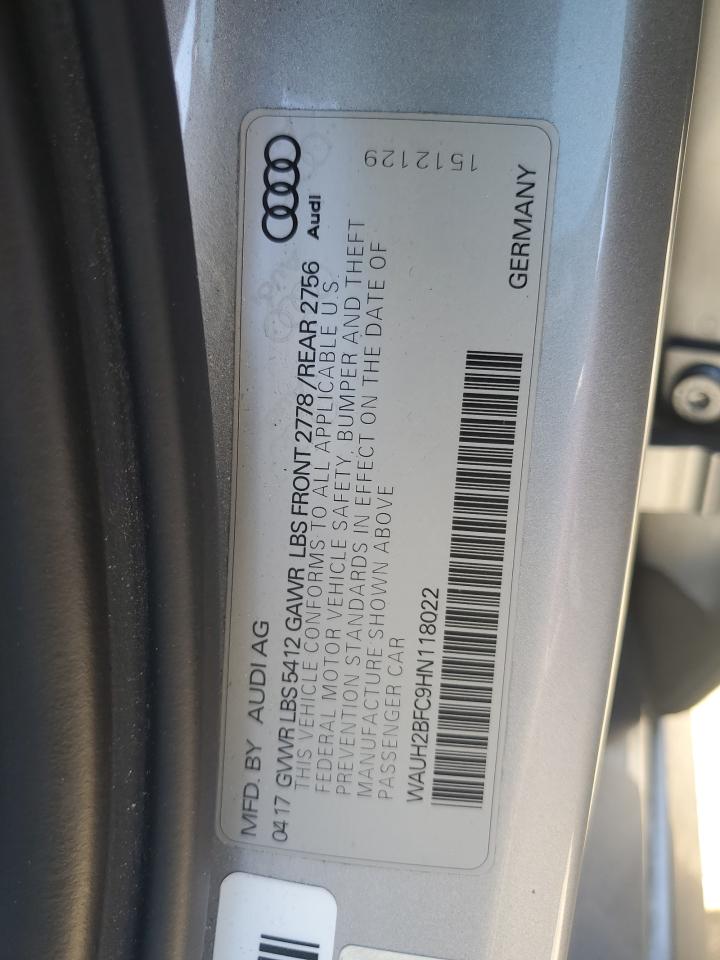 MFD. BY AUDI AG
04 17 GVWR LBS 5412 GAWR LBS FRONT 2778 /REAR 2756
THIS VEHICLE CONFORMS TO ALL APPLICABLE U.S.
FEDERAL MOTOR VEHICLE SAFETY, BUMPER AND THEFT
PREVENTION STANDARDS IN EFFECT ON THE DATE OF
MANUFACTURE SHOWN ABOVE
PASSENGER CAR
WAUH2BFC9HN118022
Audi
1512129
GERMANY